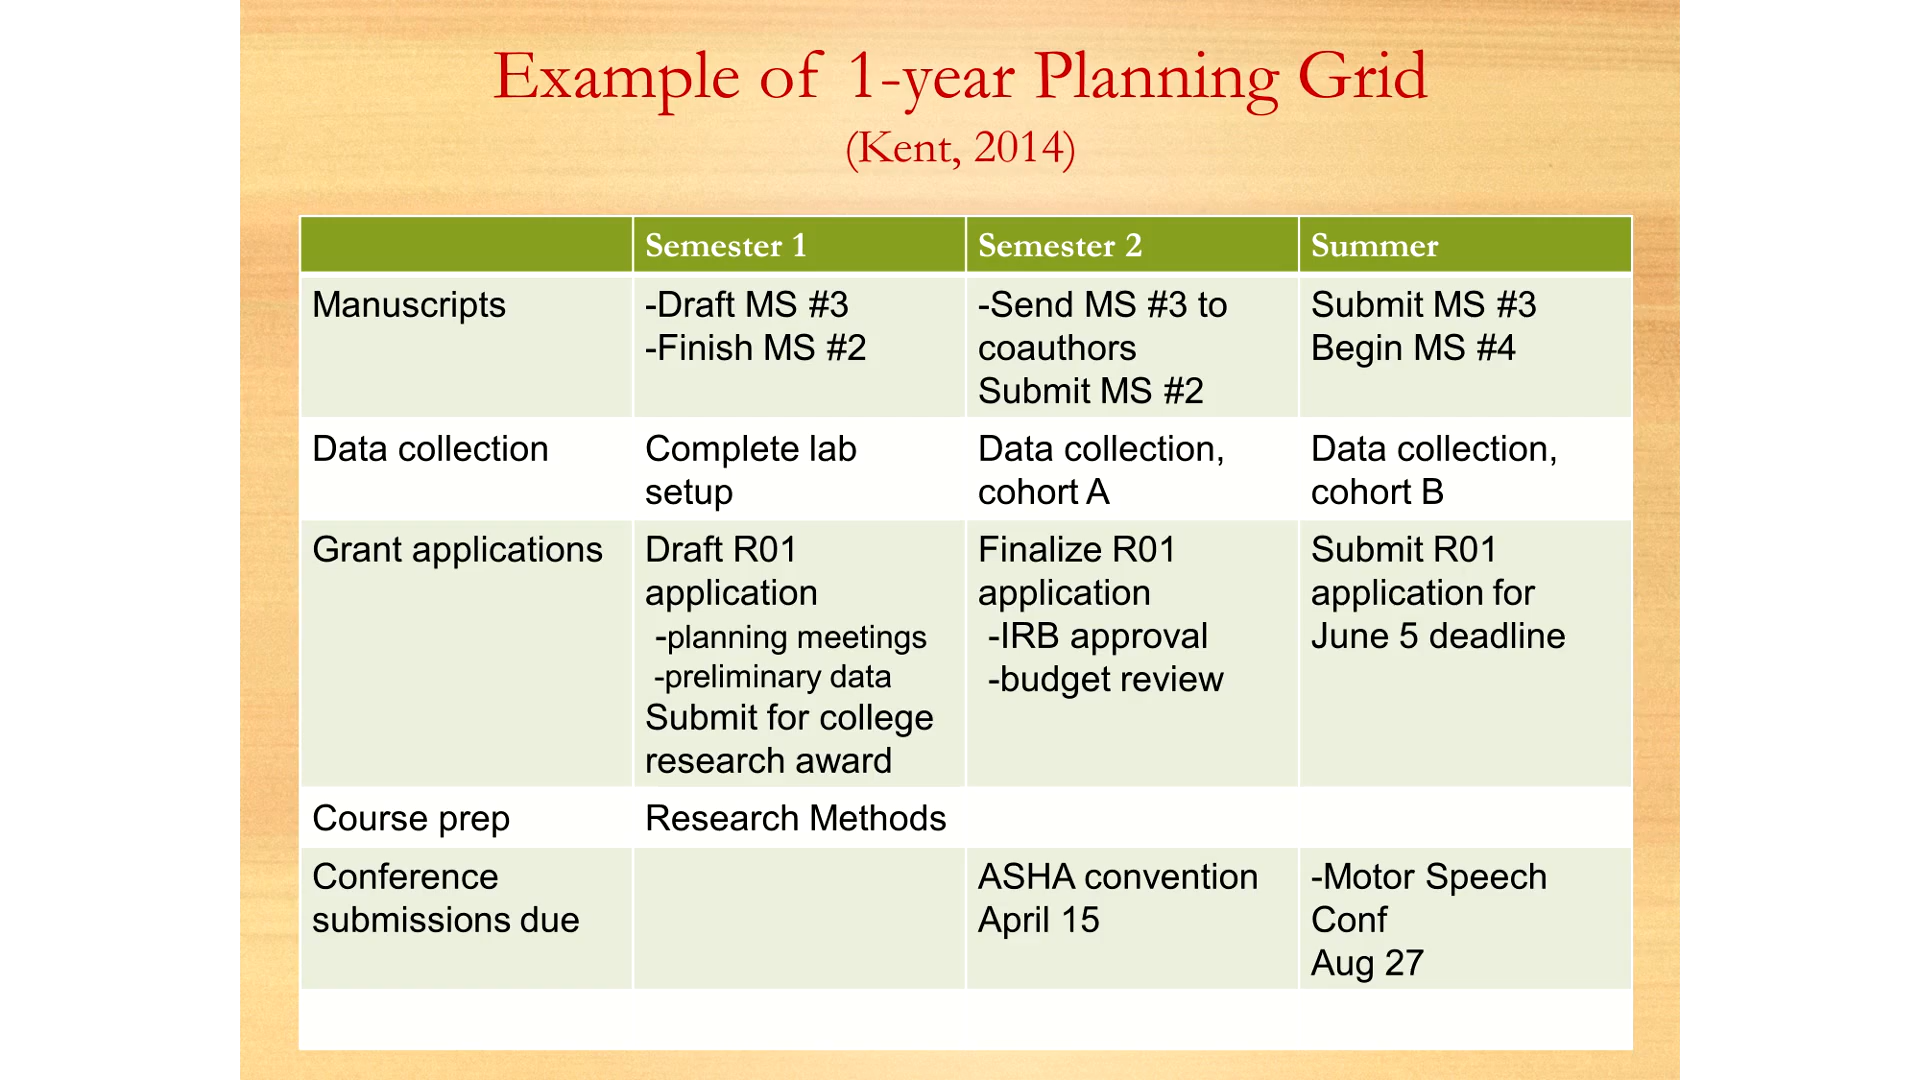 Example of 1-year Planning Grid
(Kent, 2014)
Semester 1
Semester 2
Summer
Manuscripts
-Draft MS #3
-Finish MS #2
-Send MS #3 to
coauthors
Submit MS #2
Submit MS #3
Begin MS #4
Data collection
Complete lab
setup
Data collection,
cohort A
Data collection,
cohort B
Grant applications
Draft R01
application
-planning meetings
-preliminary data
Submit for college
research award
Finalize R01
application
-IRB approval
-budget review
Submit R01
application for
June 5 deadline
Course prep
Research Methods
Conference
submissions due
ASHA convention
April 15
-Motor Speech
Conf
Aug 27